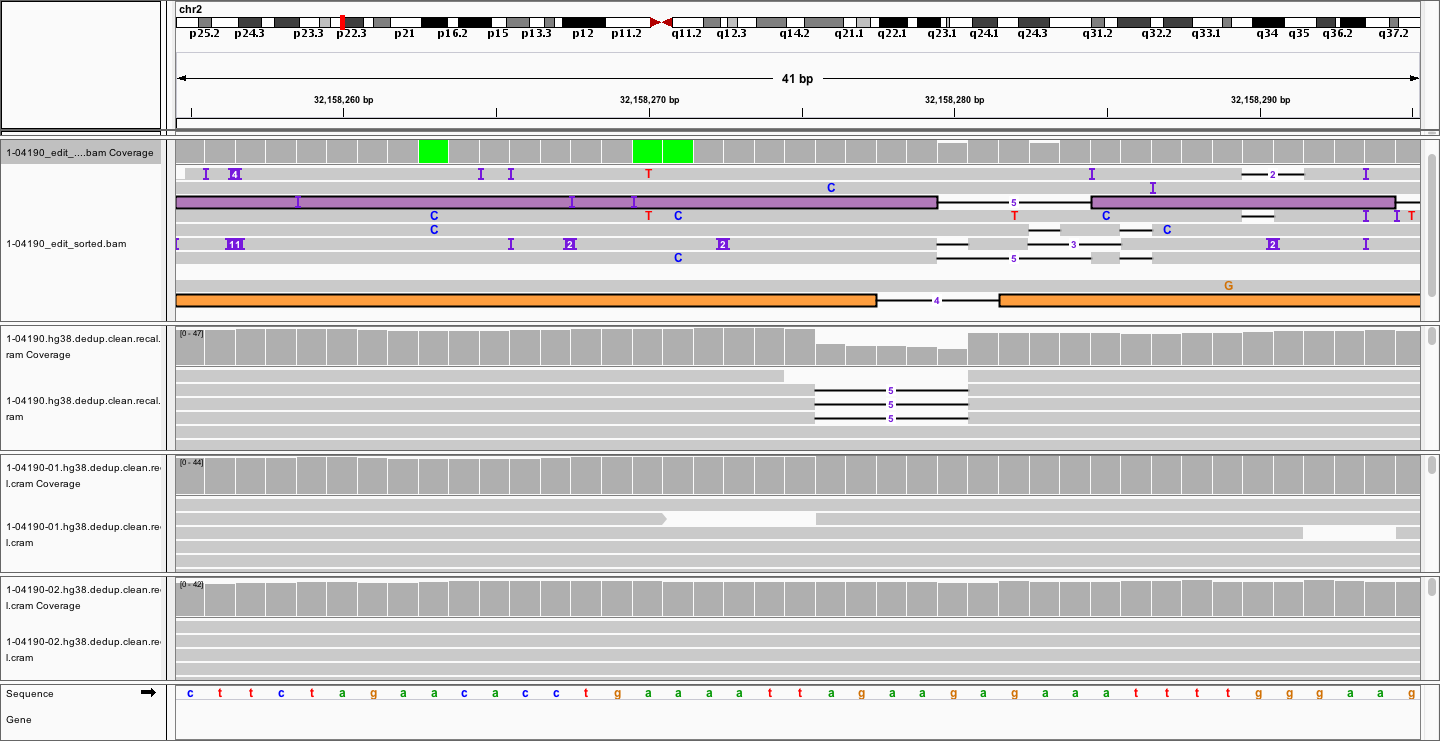 chr2
p25.2 p24.3 p23.3 p22.3 p21 p16.2 p15 p13.3 p12 p11.2 q11.2 q12.3 q14.2 q21.1 q22.1 q23.1 q24.1 q24.3 q31.2 q32.2 q33.1 q34 q35 q36.2 q37.2
41 bp
32,158,260 bp 32,158,270 bp 32,158,280 bp 32,158,290 bp
1-04190_edit_....bam Coverage
4 T 2
C
5
C T C T C T
C C
1-04190_edit_sorted.bam
11 2 2 3 2
C 5
G
4
1-04190.hg38.dedup.clean.recal.
ram Coverage
[0 - 47]
1-04190.hg38.dedup.clean.recal.
ram
5
5
5
1-04190-01.hg38.dedup.clean.re
l.cram Coverage
[0 - 44]
1-04190-01.hg38.dedup.clean.re
l.cram
1-04190-02.hg38.dedup.clean.re
l.cram Coverage
[0 - 42]
1-04190-02.hg38.dedup.clean.re
l.cram
Sequence c t t c t a g a a c a c c t g a a a a t t a g a a g a g a a a t t t t g g g a a g
Gene